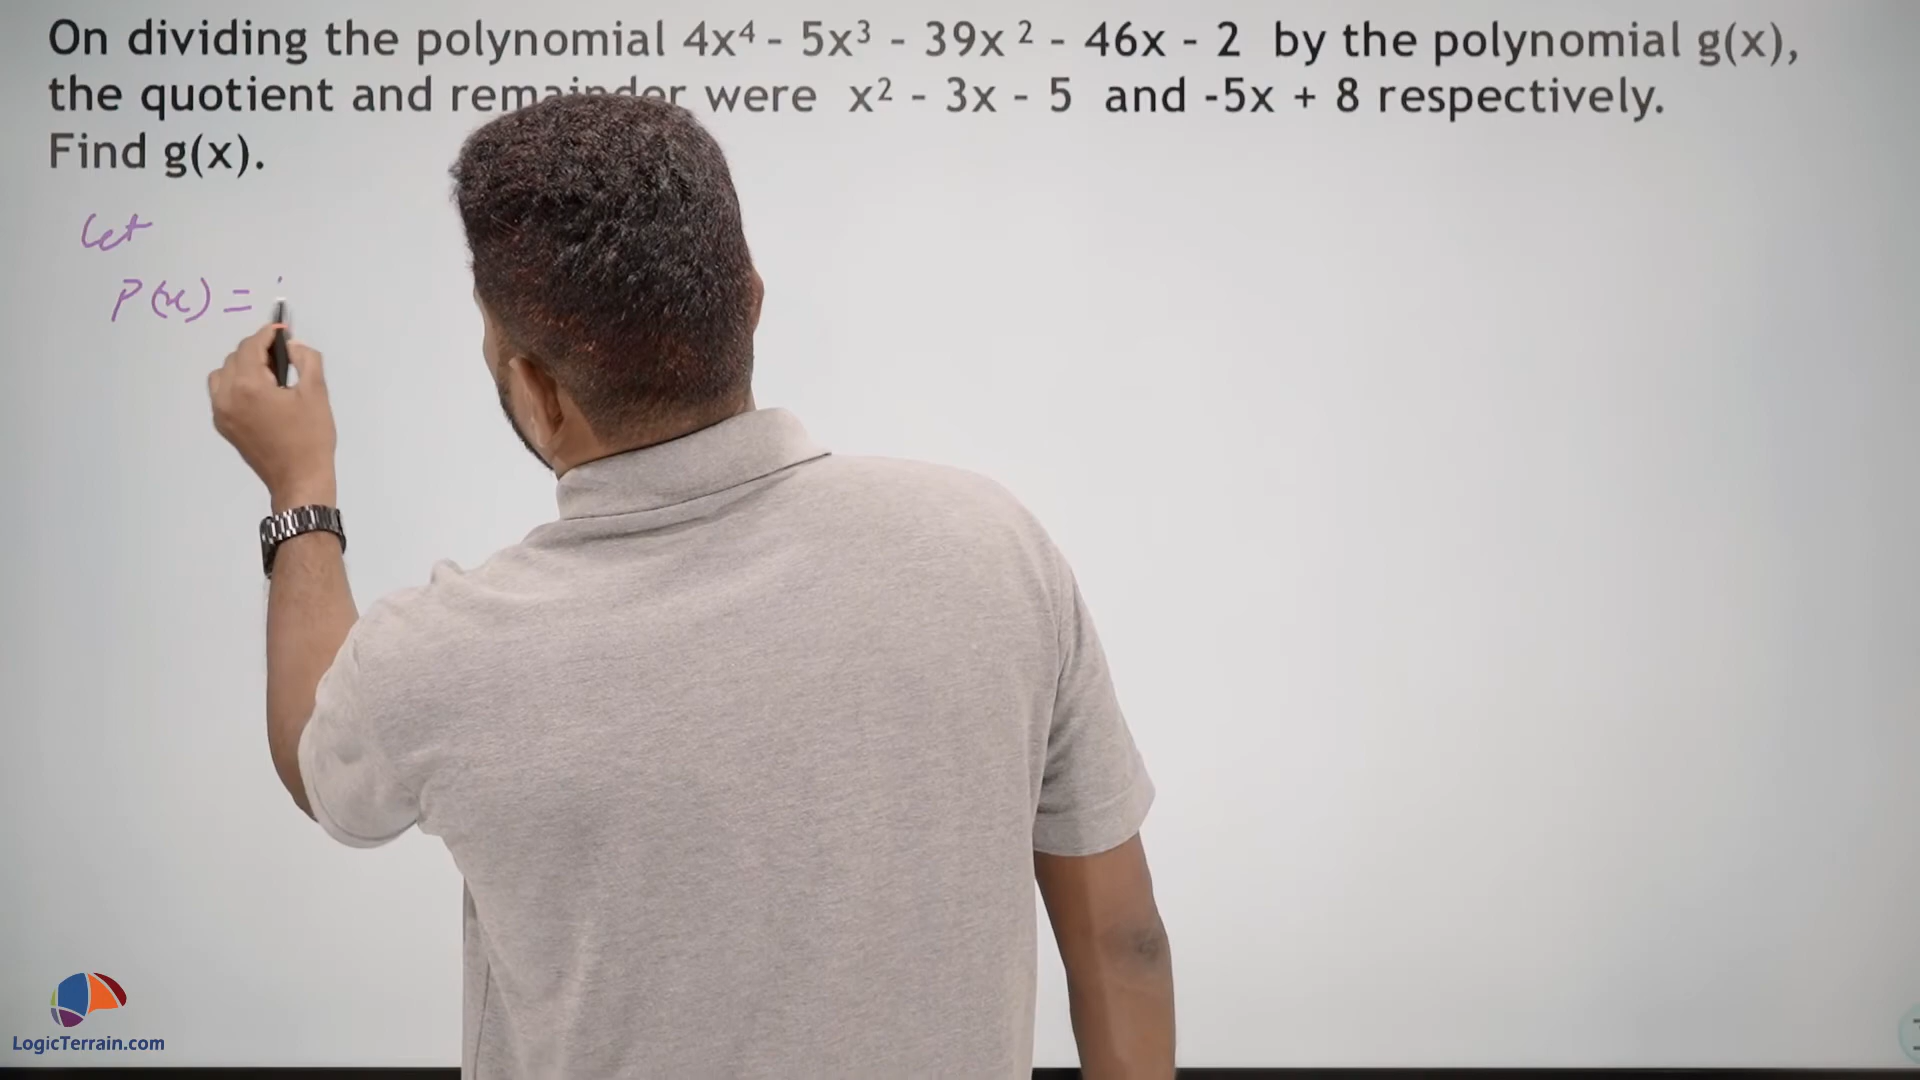 On dividing the polynomial 4x⁴ - 5x³ - 39x² - 46x - 2 by the polynomial g(x),
the quotient and remainder were x² - 3x - 5 and -5x + 8 respectively.
Find g(x).
Let
P(x) =
LogicTerrain.com